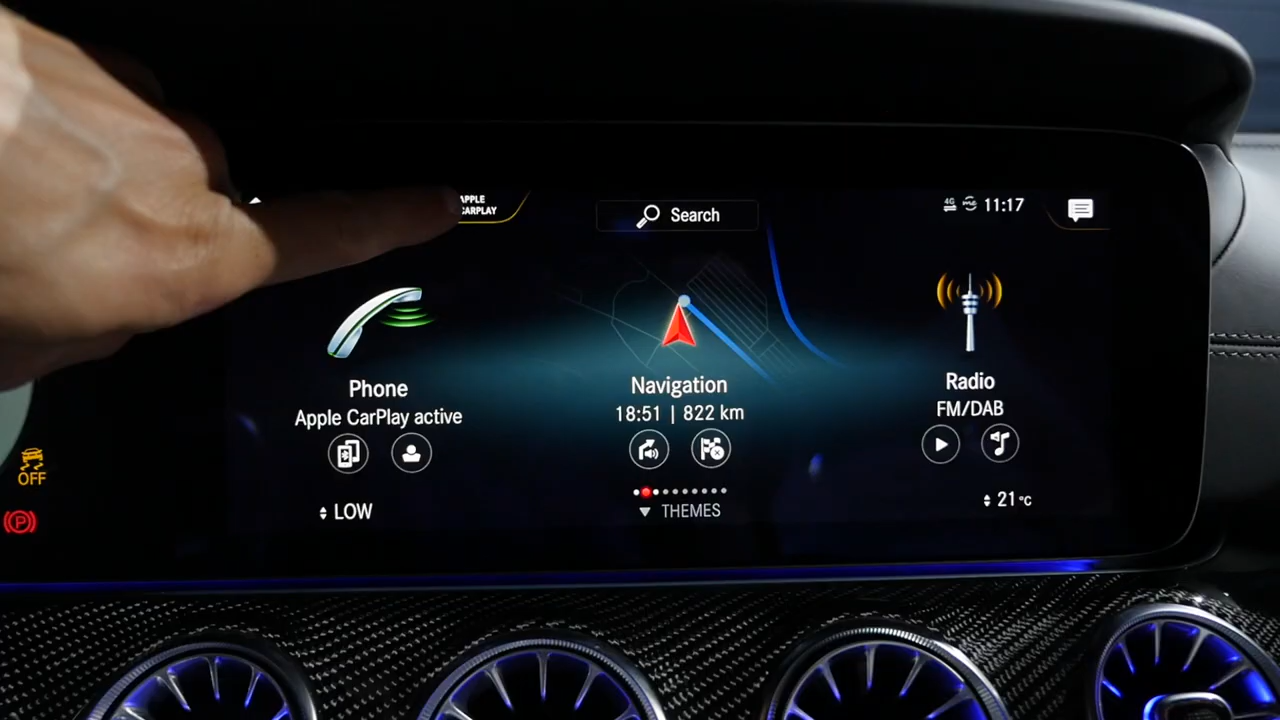 APPLE
CARPLAY
Search
4G
11:17
Phone
Apple CarPlay active
Navigation
18:51 | 822 km
Radio
FM/DAB
LOW
THEMES
21°C
OFF
P